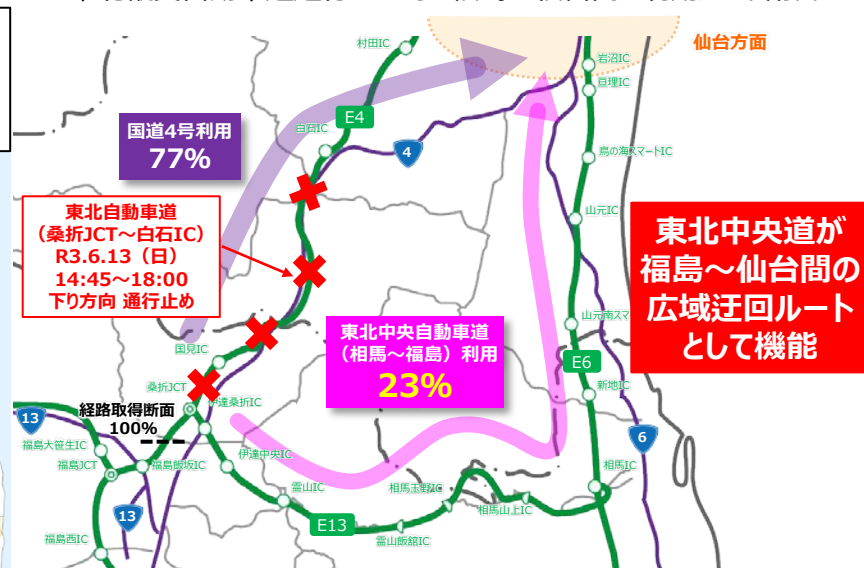 仙台方面
村田IC
岩沼IC
亘理IC
E4
国道4号利用
77%
白石IC
4
鳥の海スマートIC
東北自動車道
（桑折JCT～白石IC）
R3.6.13（日）
14:45～18:00
下り方向 通行止め
山元IC
東北中央道が
福島～仙台間の
広域迂回ルート
として機能
山元南スマ
国見IC
東北中央自動車道
（相馬～福島）利用
23%
E6
新地IC
桑折JCT
伊達桑折IC
経路取得断面
100%
13
福島大笹生IC
福島JCT
福島飯坂IC
伊達中央IC
6
霊山IC
相馬玉野IC
相馬IC
相馬山上IC
13
E13
霊山飯舘IC
福島西IC